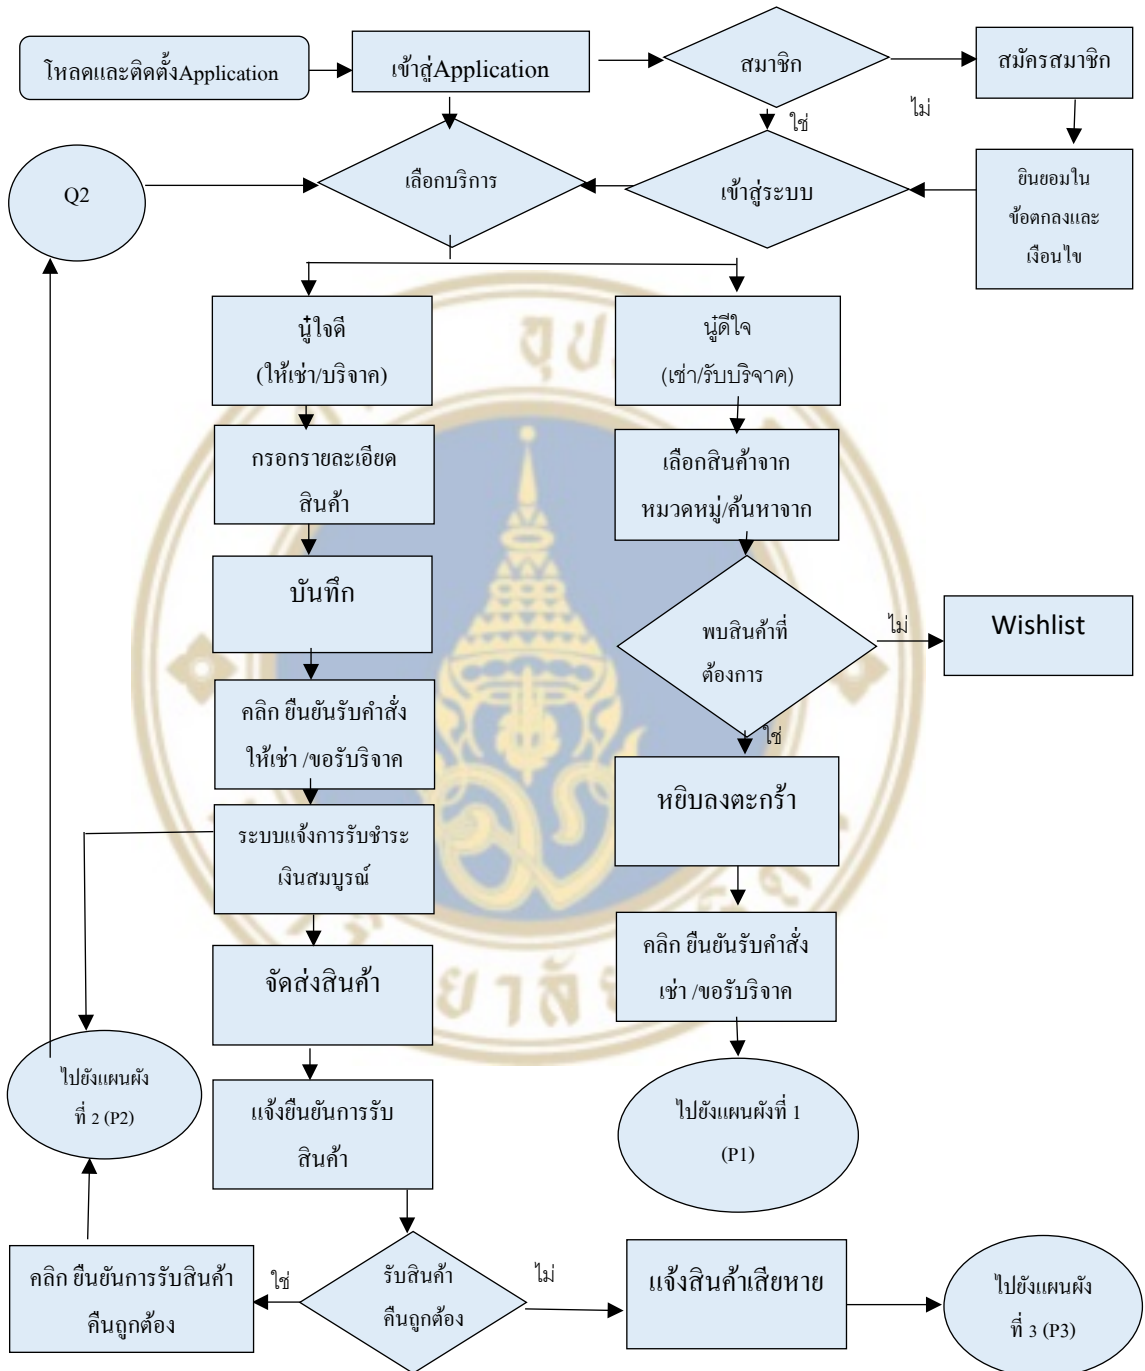 โหลดและติดตั้งApplication
เข้าสู่Application
สมาชิก
สมัครสมาชิก
ใช่
ไม่
Q2
เลือกบริการ
เข้าสู่ระบบ
ยินยอมใน
ข้อตกลงและ
เงื่อนไข
นู๋ใจดี
(ให้เช่า/บริจาค)
นู๋ดีใจ
(เช่า/รับบริจาค)
กรอกรายละเอียด
สินค้า
เลือกสินค้าจาก
หมวดหมู่/ค้นหาจาก
บันทึก
พบสินค้าที่
ต้องการ
ไม่
Wishlist
ใช่
คลิก ยืนยันรับคำสั่ง
ให้เช่า /ขอรับริจาค
หยิบลงตะกร้า
ระบบแจ้งการรับชำระ
เงินสมบูรณ์
จัดส่งสินค้า
คลิก ยืนยันรับคำสั่ง
เช่า /ขอรับริจาค
ไปยังแผนผัง
ที่ 2 (P2)
แจ้งยืนยันการรับ
สินค้า
ไปยังแผนผังที่ 1
(P1)
คลิก ยืนยันการรับสินค้า
คืนถูกต้อง
ใช่
รับสินค้า
คืนถูกต้อง
ไม่
แจ้งสินค้าเสียหาย
ไปยังแผนผัง
ที่ 3 (P3)